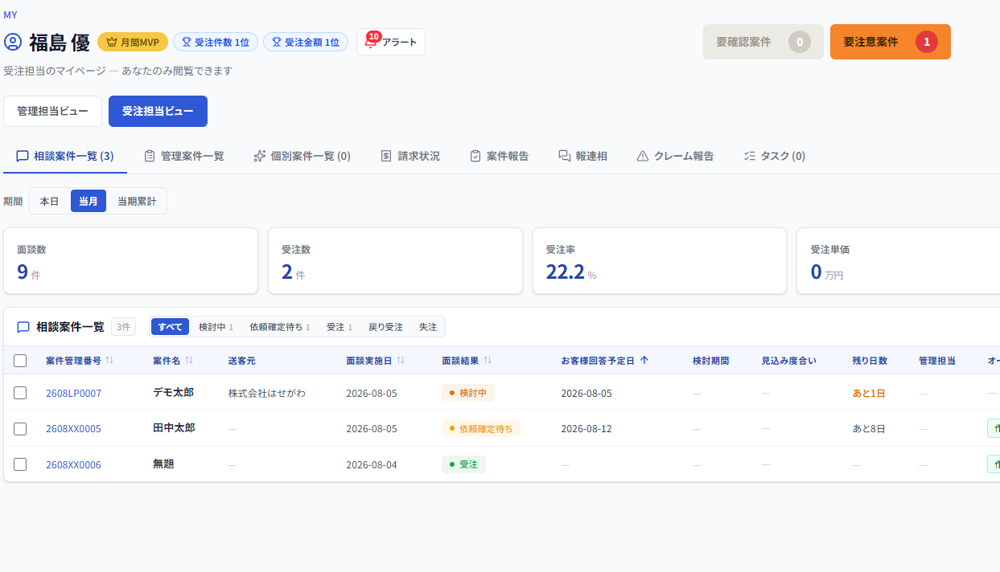 MY
福島 優 月間MVP 受注件数 1位 受注金額 1位 10 アラート 要確認案件 0 要注意案件 1
受注担当のマイページ — あなたのみ閲覧できます
管理担当ビュー 受注担当ビュー
相談案件一覧 (3) 管理案件一覧 個別案件一覧 (0) 請求状況 案件報告 報連相 クレーム報告 タスク (0)
期間 本日 当月 当期累計
面談数 受注数 受注率 受注単価
9 件 2 件 22.2 % 0 万円
相談案件一覧 3件 すべて 検討中 1 依頼確定待ち 1 受注 1 戻り受注 失注
案件管理番号 案件名 送客元 面談実施日 面談結果 お客様回答予定日 検討期間 見込み度合い 残り日数 管理担当 オー
2608LP0007 デモ太郎 株式会社はせがわ 2026-08-05 検討中 2026-08-05 — — あと1日 — —
2608XX0005 田中太郎 — 2026-08-05 依頼確定待ち 2026-08-12 — — あと8日 —
2608XX0006 無題 — 2026-08-04 受注 — — — — —